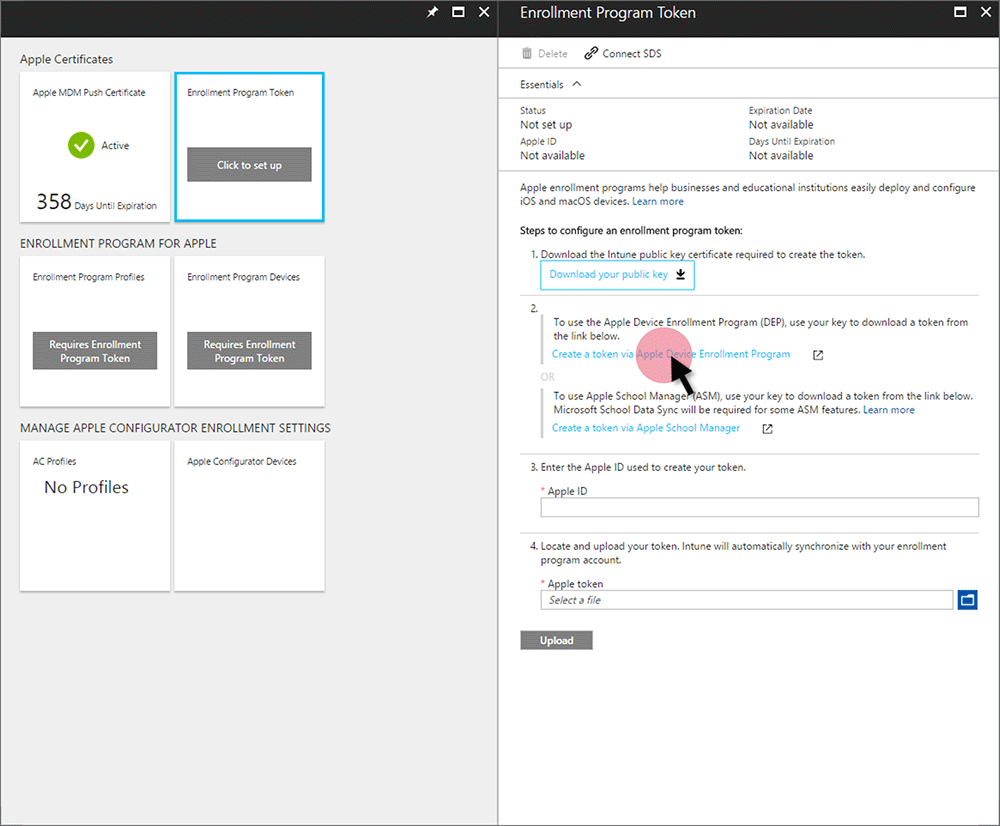 Apple Certificates
Apple MDM Push Certificate
Active
358 Days Until Expiration
Enrollment Program Token
Click to set up
ENROLLMENT PROGRAM FOR APPLE
Enrollment Program Profiles
Requires Enrollment
Program Token
Enrollment Program Devices
Requires Enrollment
Program Token
MANAGE APPLE CONFIGURATOR ENROLLMENT SETTINGS
AC Profiles
No Profiles
Apple Configurator Devices
Enrollment Program Token
Delete
Connect SDS
Essentials
Status
Not set up
Expiration Date
Not available
Apple ID
Not available
Days Until Expiration
Not available
Apple enrollment programs help businesses and educational institutions easily deploy and configure
iOS and macOS devices. Learn more
Steps to configure an enrollment program token:
1. Download the Intune public key certificate required to create the token.
Download your public key
2.
To use the Apple Device Enrollment Program (DEP), use your key to download a token from
the link below.
Create a token via Apple Device Enrollment Program
OR
To use Apple School Manager (ASM), use your key to download a token from the link below.
Microsoft School Data Sync will be required for some ASM features. Learn more
Create a token via Apple School Manager
3. Enter the Apple ID used to create your token.
* Apple ID
4. Locate and upload your token. Intune will automatically synchronize with your enrollment
program account.
* Apple token
Select a file
Upload